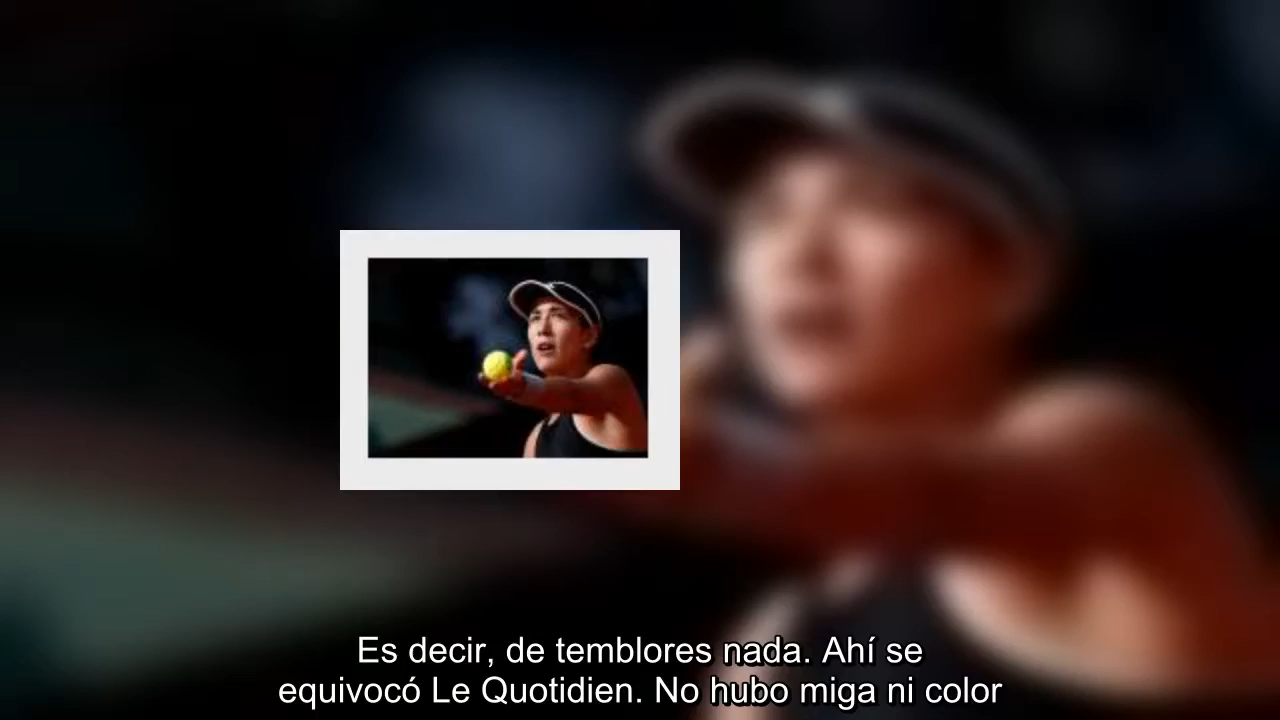 Es decir, de temblores nada. Ahí se
equivocó Le Quotidien. No hubo miga ni color